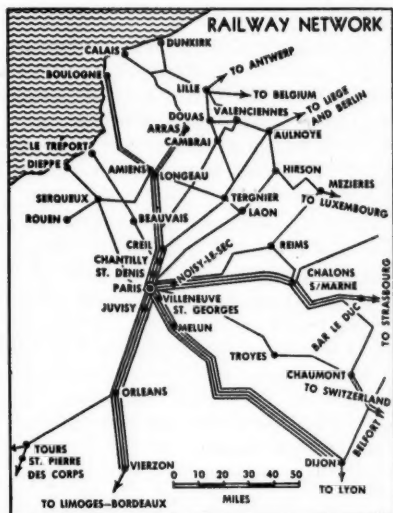 RAILWAY NETWORK
DUNKIRK
CALAIS
BOULOGNE
LILLE
TO ANTWERP
TO BELGIUM
TO LIEGE
AND BERLIN
DOUAS
VALENCIENNES
ARRAS
CAMBRAI
AULNOYE
LE TREPORT
DIEPPE
AMIENS
LONGEAU
HIRSON
SERQUEUX
TERGNIER
MEZIERES
ROUEN
BEAUVAIS
LAON
TO LUXEMBOURG
CREIL
CHANTILLY
ST. DENIS
NOISY-LE-SEC
REIMS
PARIS
CHALONS
S/MARNE
JUVISY
VILLENEUVE
ST. GEORGES
MELUN
BAR LE DUC
TO STRASBOURG
TROYES
CHAUMONT
TO SWITZERLAND
BELFORT
ORLEANS
TOURS
ST. PIERRE
DES CORPS
VIERZON
DIJON
TO LYON
0 10 20 30 40 50
MILES
TO LIMOGES-BORDEAUX